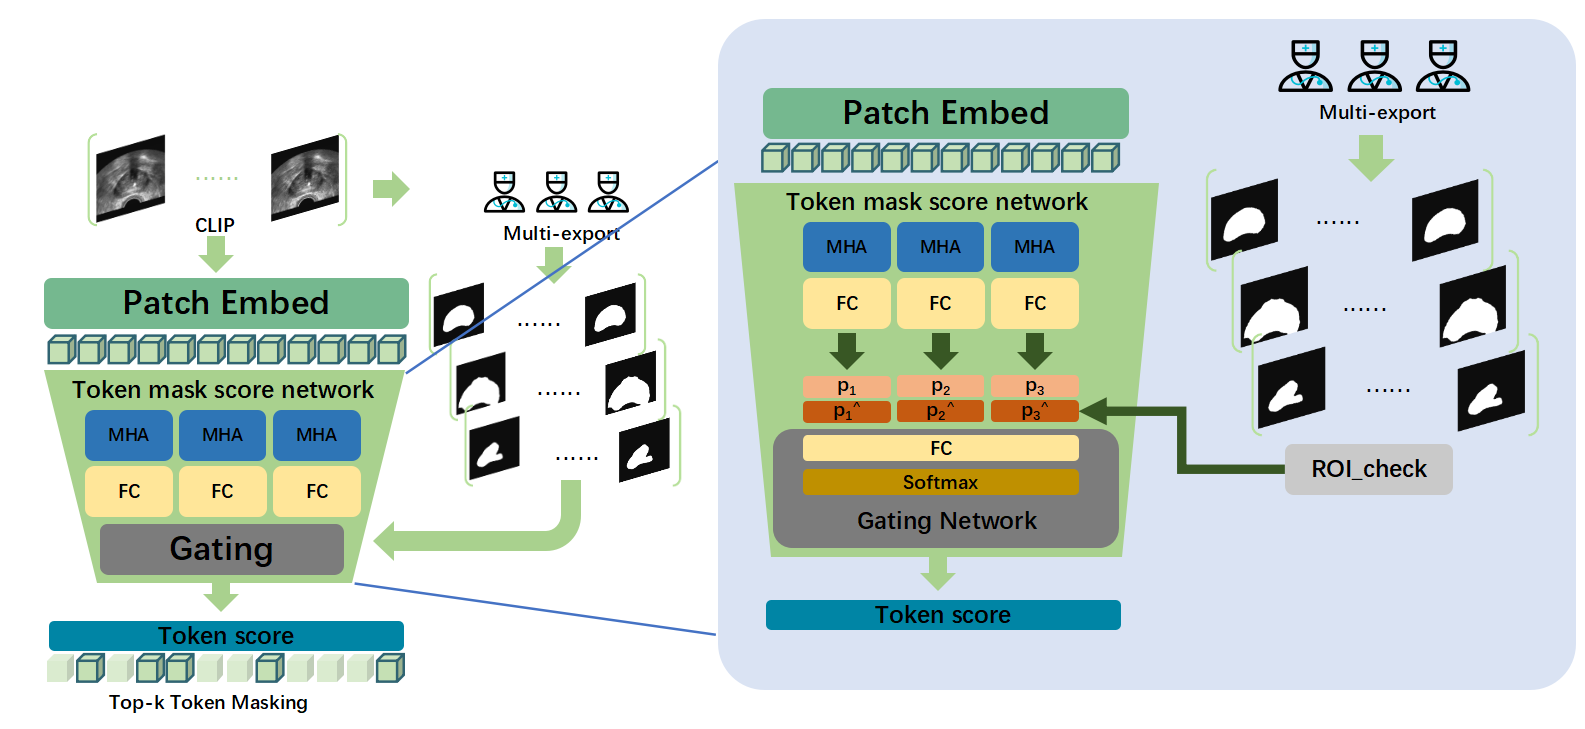 CLIP
......
Multi-export
Patch Embed
......
......
......
Token mask score network
MHA MHA MHA
FC FC FC
Gating
Token score
Top-k Token Masking
Patch Embed
Token mask score network
MHA MHA MHA
FC FC FC
p1 p2 p3
p1^ p2^ p3^
FC
Softmax
Gating Network
Token score
Multi-export
......
......
......
ROI_check